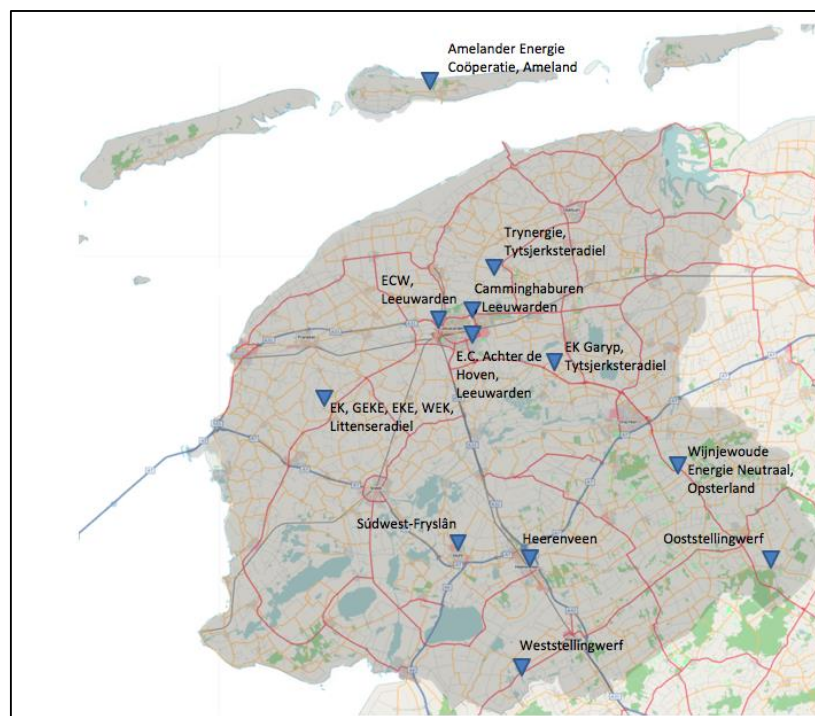 Amelander Energie
Coöperatie, Ameland
Trynergie,
Tytsjerksteradiel
ECW,
Leeuwarden
Camminghaburen
Leeuwarden
E.C. Achter de
Hoven,
Leeuwarden
EK Garyp,
Tytsjerksteradiel
EK, GEKE, EKE, WEK,
Littenseradiel
Wijnjewoude
Energie Neutraal,
Opsterland
Súdwest-Fryslân
Heerenveen
Ooststellingwerf
Weststellingwerf